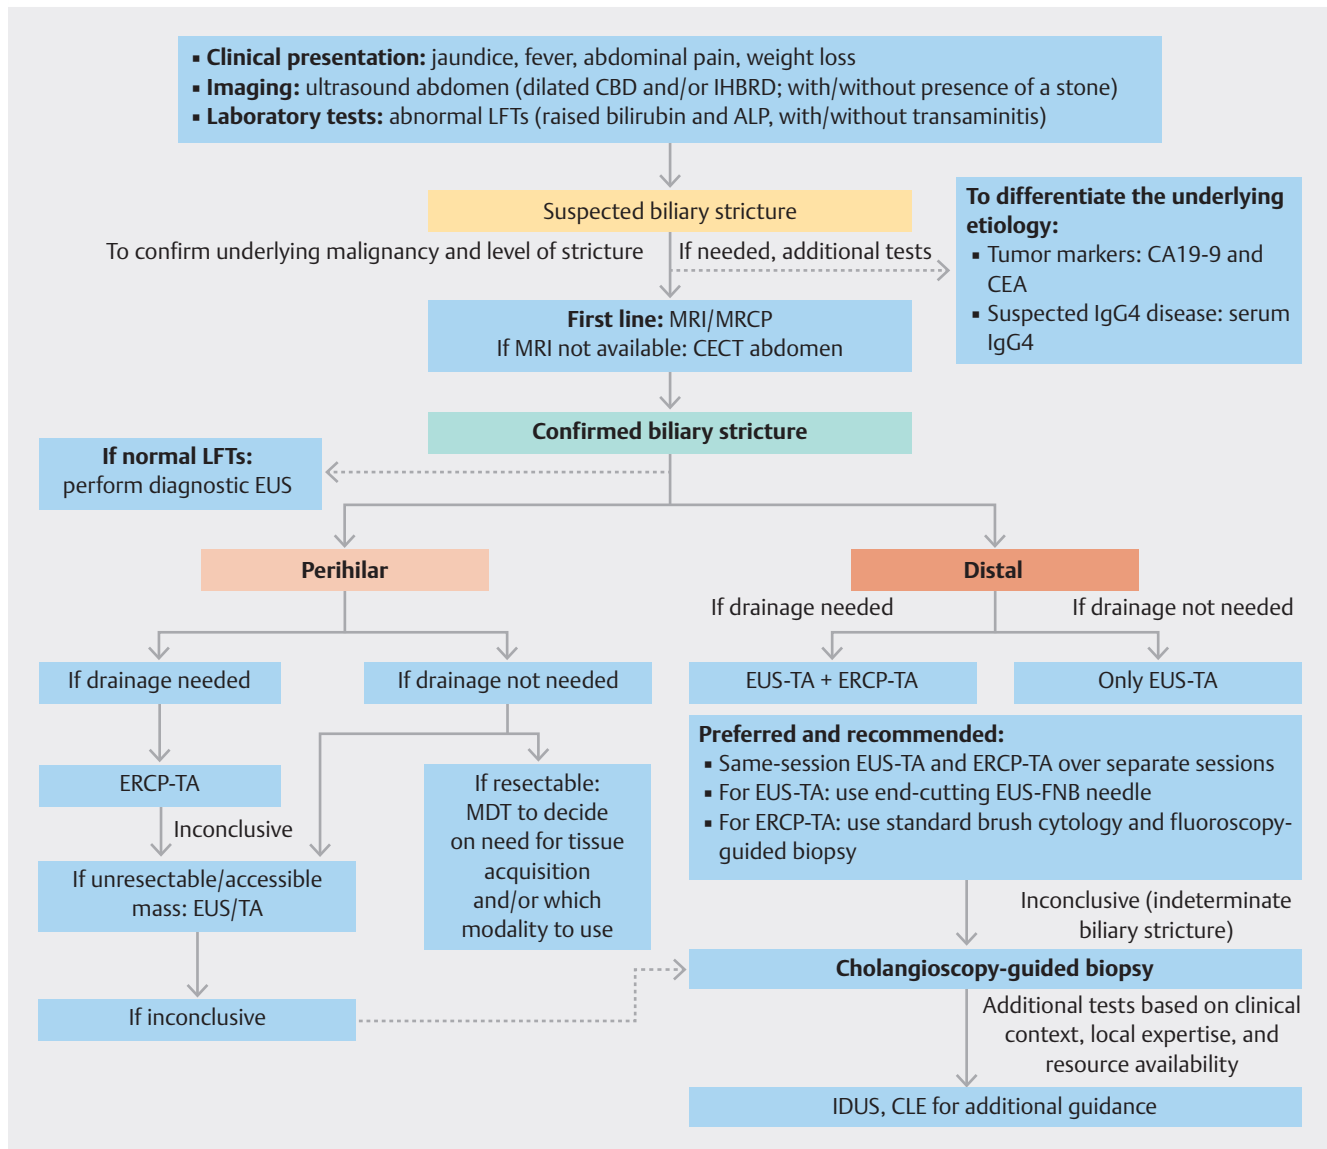 ▪ Clinical presentation: jaundice, fever, abdominal pain, weight loss
▪ Imaging: ultrasound abdomen (dilated CBD and/or IHBRD; with/without presence of a stone)
▪ Laboratory tests: abnormal LFTs (raised bilirubin and ALP, with/without transaminitis)
Suspected biliary stricture
To confirm underlying malignancy and level of stricture
If needed, additional tests
To differentiate the underlying
etiology:
▪ Tumor markers: CA19-9 and
CEA
▪ Suspected IgG4 disease: serum
IgG4
First line: MRI/MRCP
If MRI not available: CECT abdomen
Confirmed biliary stricture
If normal LFTs:
perform diagnostic EUS
Perihilar
If drainage needed
If drainage not needed
ERCP-TA
Inconclusive
If unresectable/accessible
mass: EUS/TA
If inconclusive
If resectable:
MDT to decide
on need for tissue
acquisition
and/or which
modality to use
Distal
If drainage needed
If drainage not needed
EUS-TA + ERCP-TA
Only EUS-TA
Preferred and recommended:
▪ Same-session EUS-TA and ERCP-TA over separate sessions
▪ For EUS-TA: use end-cutting EUS-FNB needle
▪ For ERCP-TA: use standard brush cytology and fluoroscopy-
guided biopsy
Inconclusive (indeterminate
biliary stricture)
Cholangioscopy-guided biopsy
Additional tests based on clinical
context, local expertise, and
resource availability
IDUS, CLE for additional guidance